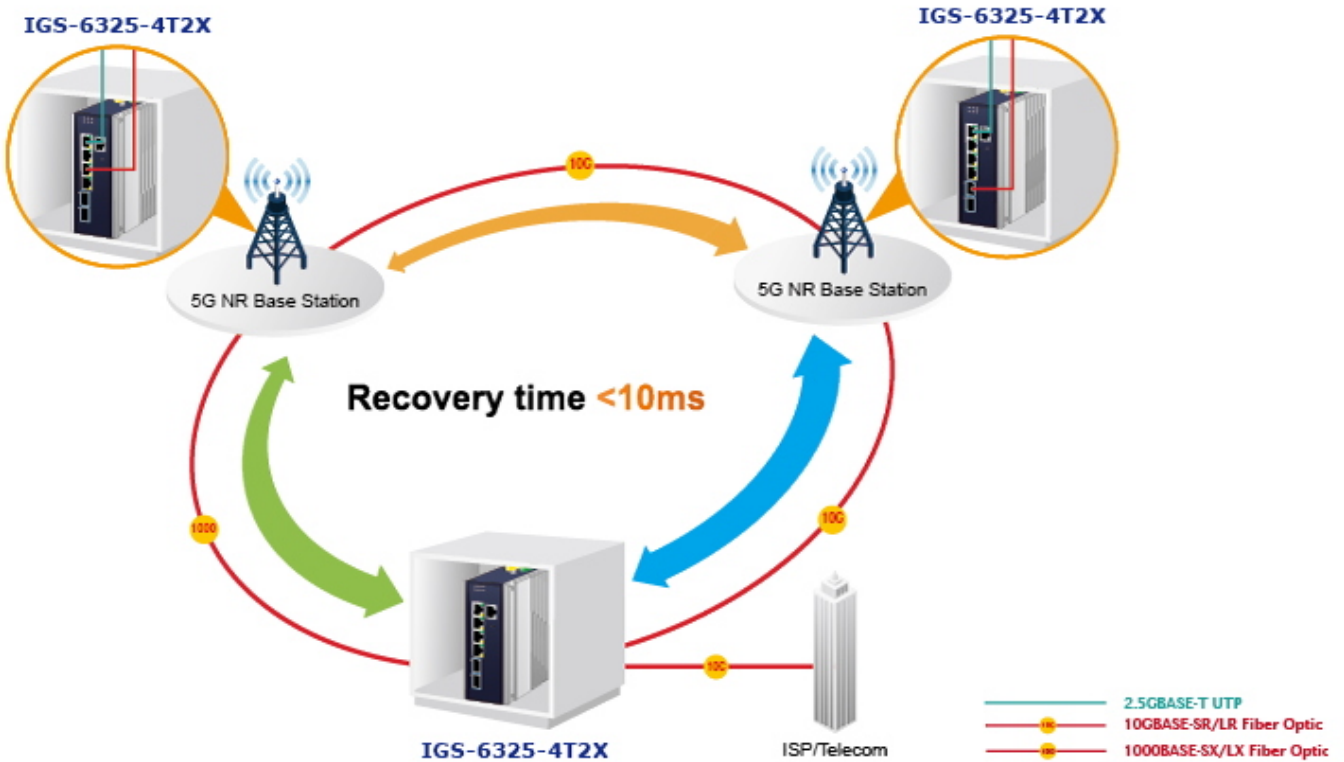 IGS-6325-4T2X
IGS-6325-4T2X
10G
5G NR Base Station
5G NR Base Station
Recovery time <10ms
1000
10G
10G
IGS-6325-4T2X
ISP/Telecom
2.5GBASE-T UTP
10GBASE-SR/LR Fiber Optic
1000BASE-SX/LX Fiber Optic